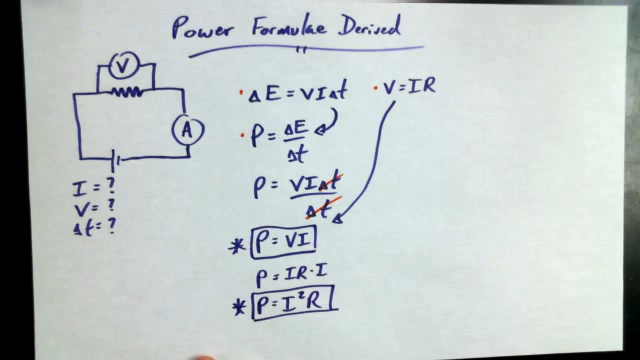 Power Formulae Derived
V
A
I = ?
V = ?
Δt = ?
• ΔE = VIΔt
• V = IR
• P = ΔE/Δt
P = VIΔt/Δt
* P = VI
P = IR·I
* P = I²R